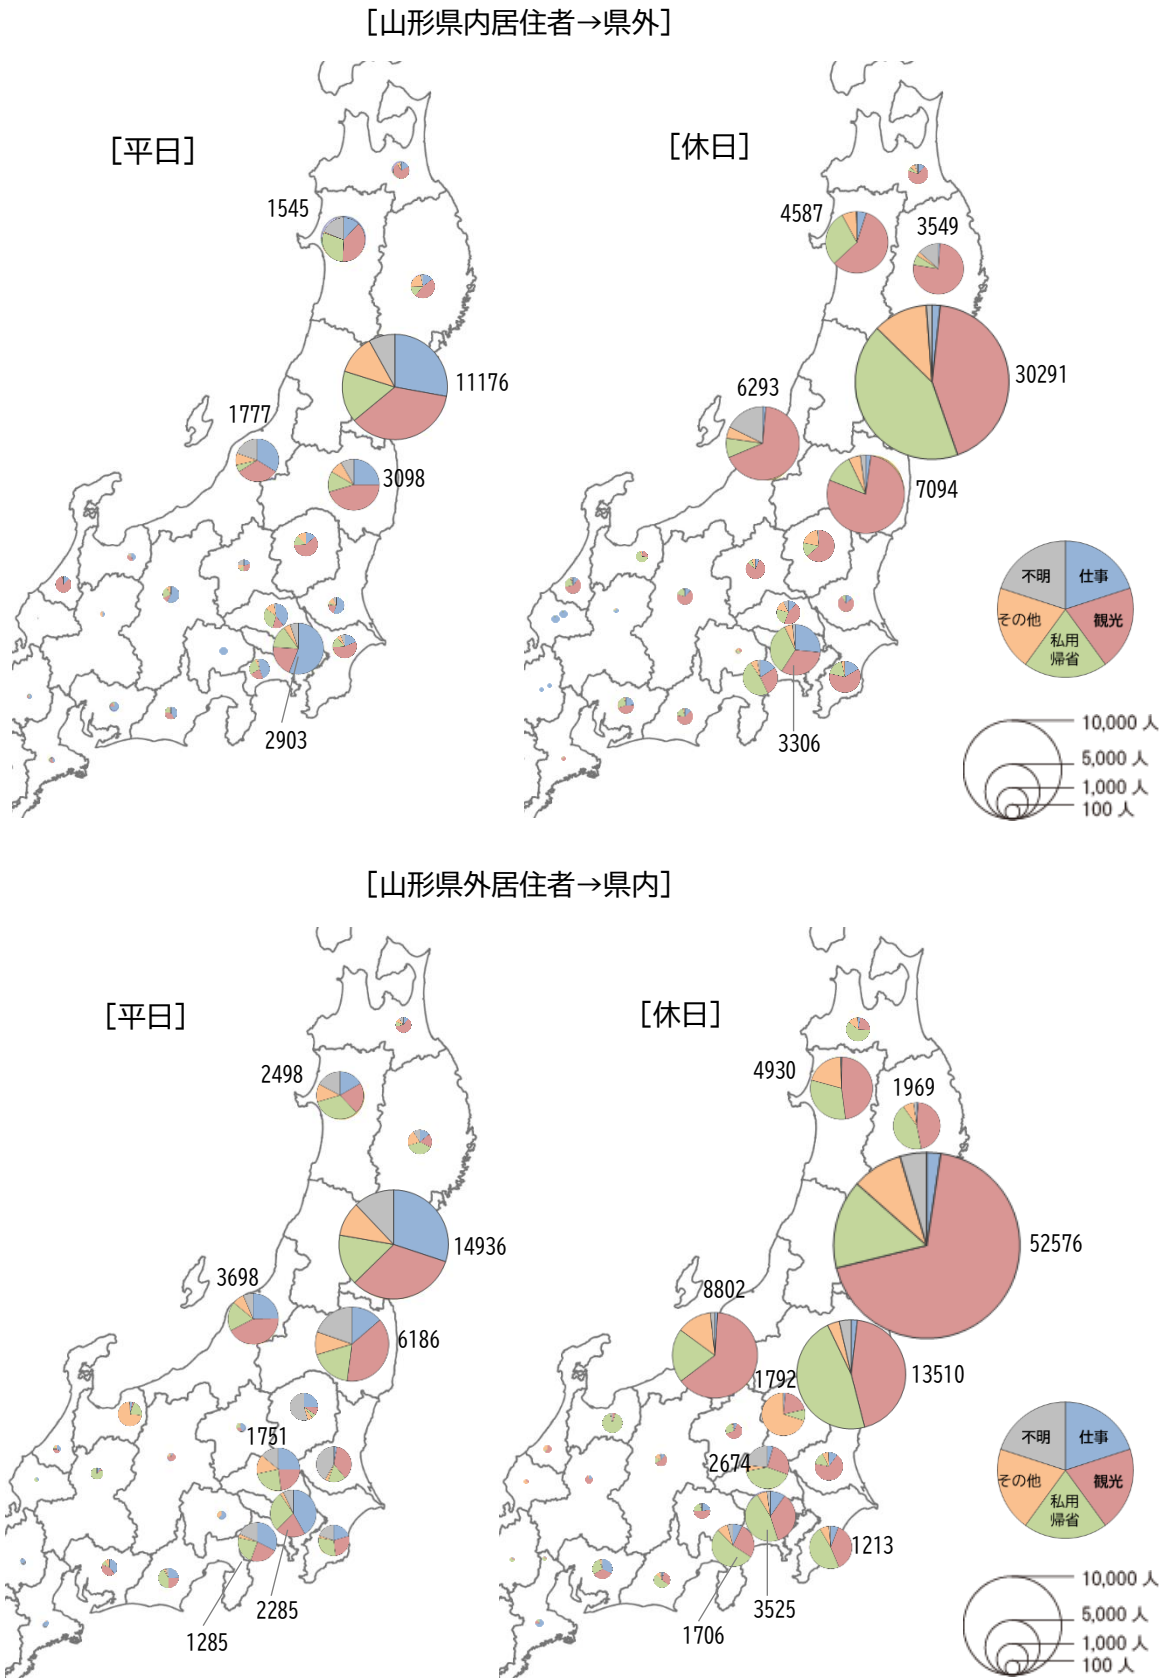 ［山形県内居住者→県外］
［平日］
［休日］
1545
4587
3549
11176
30291
1777
6293
3098
7094
2903
3306
不明
仕事
その他
観光
私用
帰省
10,000 人
5,000 人
1,000 人
100 人
［山形県外居住者→県内］
［平日］
［休日］
2498
4930
1969
14936
52576
3698
8802
6186
13510
1792
1751
2674
1213
2285
3525
1285
1706
不明
仕事
その他
観光
私用
帰省
10,000 人
5,000 人
1,000 人
100 人